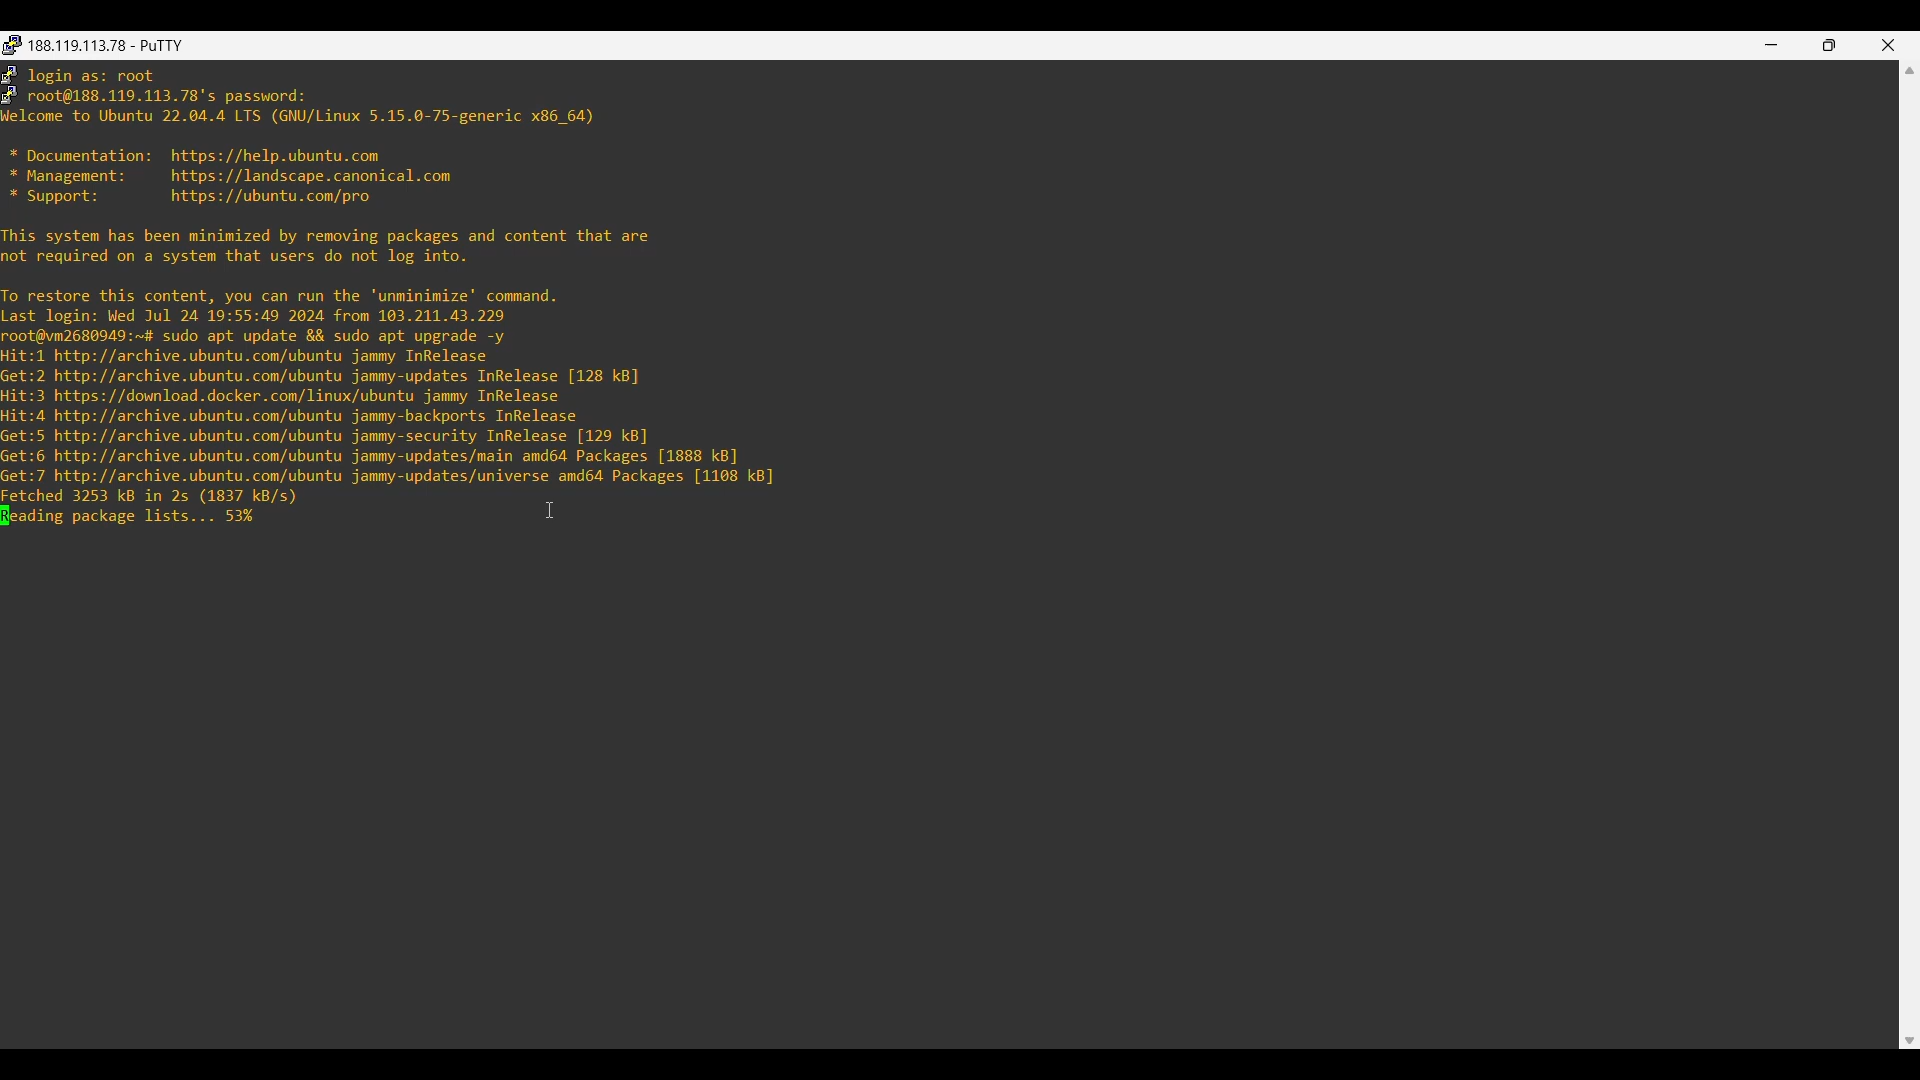 188.119.113.78 - PuTTY
login as: root
root@188.119.113.78's password:
Welcome to Ubuntu 22.04.4 LTS (GNU/Linux 5.15.0-75-generic x86_64)
* Documentation: https://help.ubuntu.com
* Management: https://landscape.canonical.com
* Support: https://ubuntu.com/pro
This system has been minimized by removing packages and content that are
not required on a system that users do not log into.
To restore this content, you can run the 'unminimize' command.
Last login: Wed Jul 24 19:55:49 2024 from 103.211.43.229
root@vm2680949:~# sudo apt update && sudo apt upgrade -y
Hit:1 http://archive.ubuntu.com/ubuntu jammy InRelease
Get:2 http://archive.ubuntu.com/ubuntu jammy-updates InRelease [128 kB]
Hit:3 https://download.docker.com/linux/ubuntu jammy InRelease
Hit:4 http://archive.ubuntu.com/ubuntu jammy-backports InRelease
Get:5 http://archive.ubuntu.com/ubuntu jammy-security InRelease [129 kB]
Get:6 http://archive.ubuntu.com/ubuntu jammy-updates/main amd64 Packages [1888 kB]
Get:7 http://archive.ubuntu.com/ubuntu jammy-updates/universe amd64 Packages [1108 kB]
Fetched 3253 kB in 2s (1837 kB/s)
Reading package lists... 53%